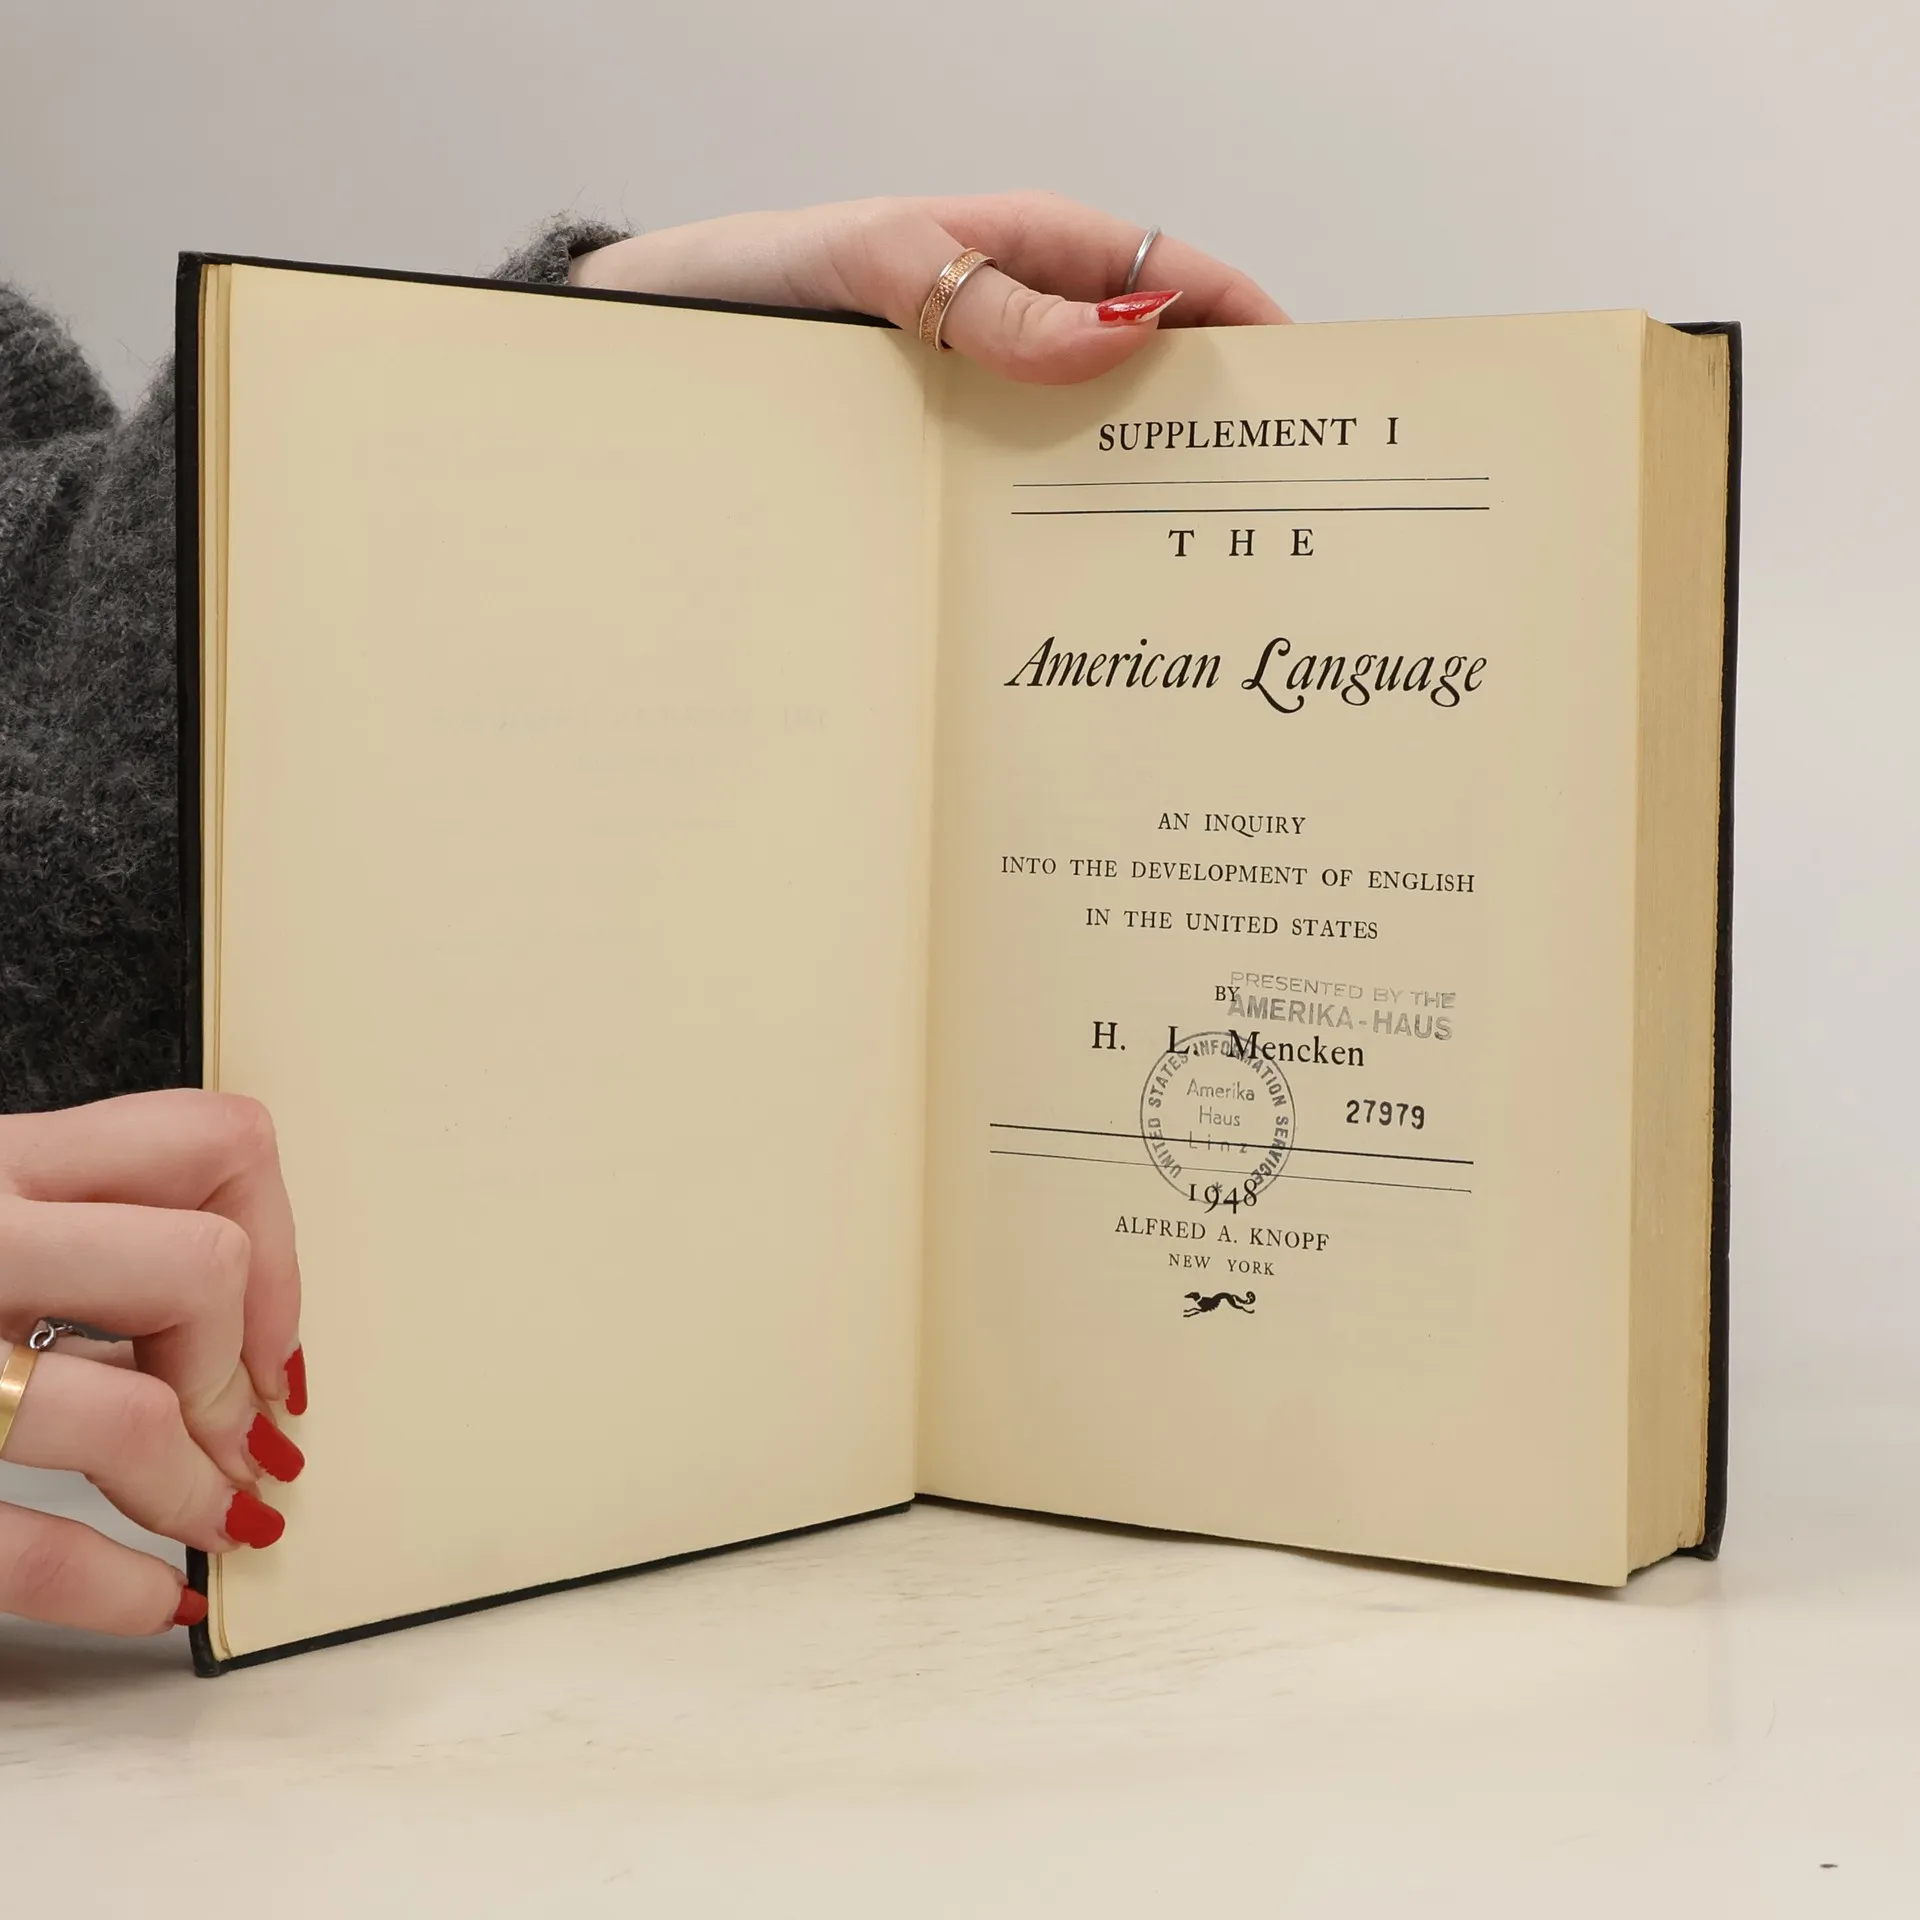 SUPPLEMENT I
THE
American Language
AN INQUIRY
INTO THE DEVELOPMENT OF ENGLISH
IN THE UNITED STATES
PRESENTED BY THE
BY
AMERIKA-HAUS
H. L. Mencken
UNITED STATES INFORMATION SERVICE
Amerika
Haus
Linz
27979
1948
ALFRED A. KNOPF
NEW YORK